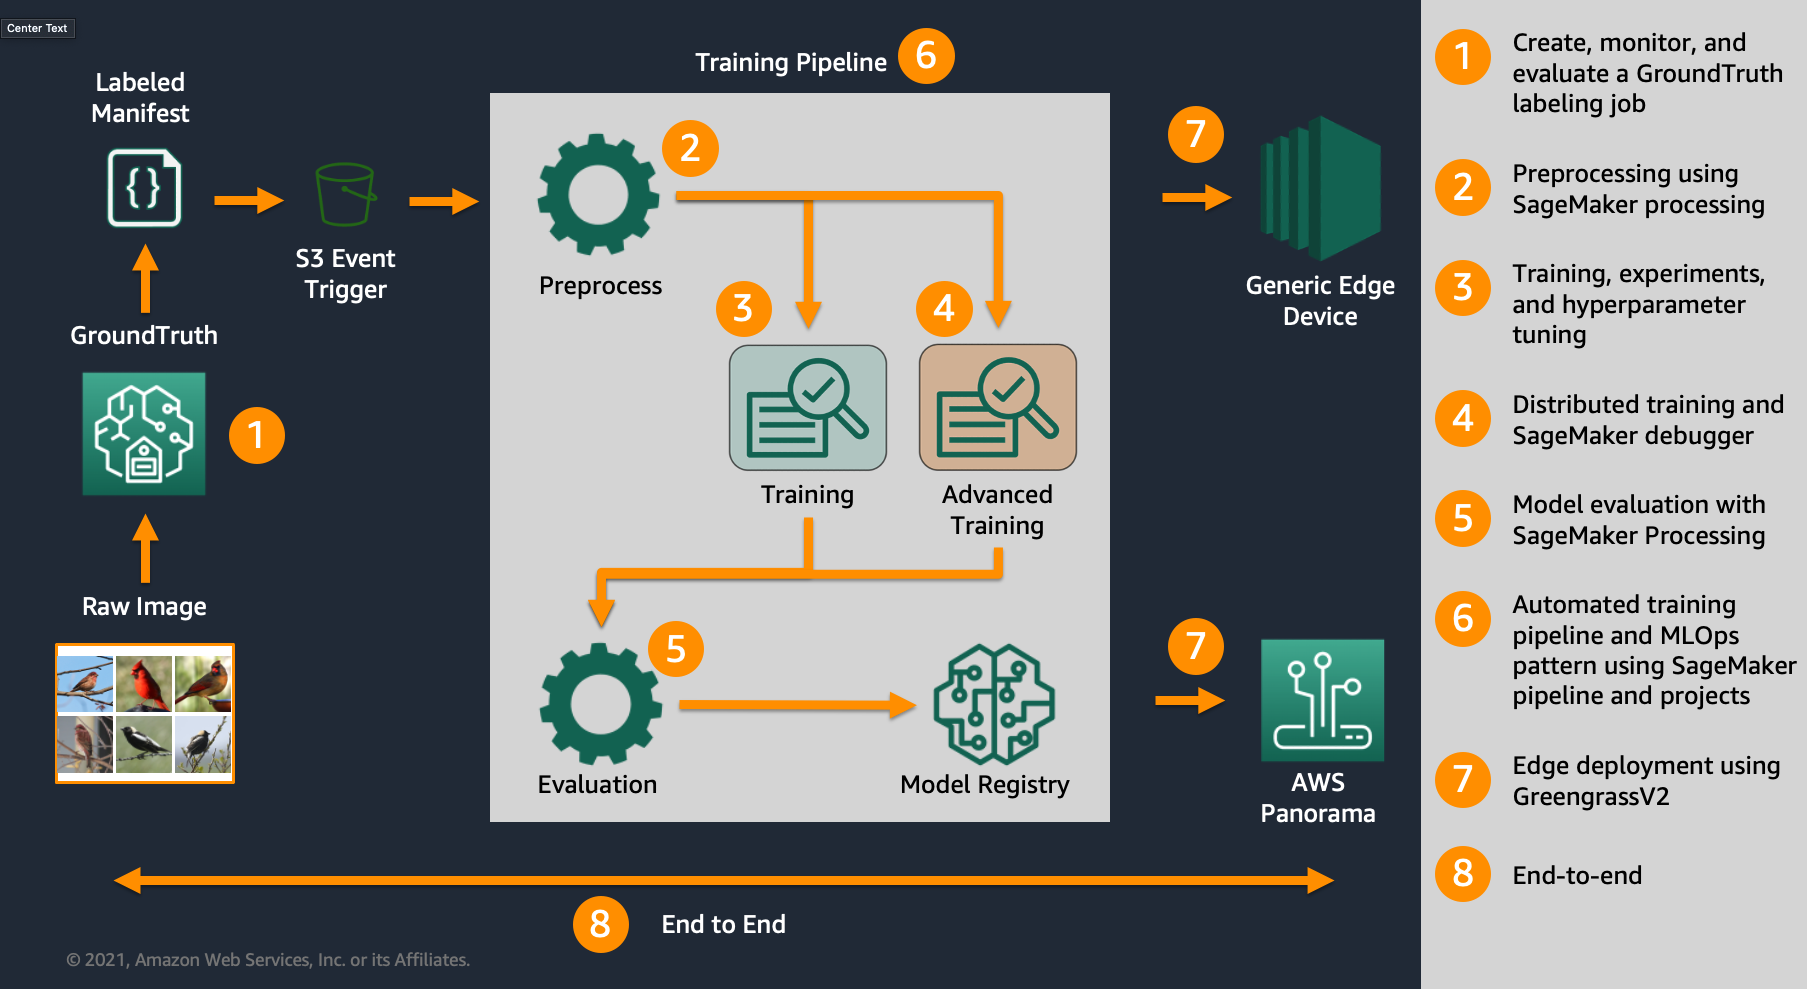 Center Text
Training Pipeline 6
Labeled
Manifest
{}
S3 Event
Trigger
GroundTruth
1
Raw Image
2
Preprocess
3
4
Training
Advanced
Training
5
Evaluation
Model Registry
7
Generic Edge
Device
7
AWS
Panorama
8 End to End
© 2021, Amazon Web Services, Inc. or its Affiliates.
1 Create, monitor, and
evaluate a GroundTruth
labeling job
2 Preprocessing using
SageMaker processing
3 Training, experiments,
and hyperparameter
tuning
4 Distributed training and
SageMaker debugger
5 Model evaluation with
SageMaker Processing
6 Automated training
pipeline and MLOps
pattern using SageMaker
pipeline and projects
7 Edge deployment using
GreengrassV2
8 End-to-end